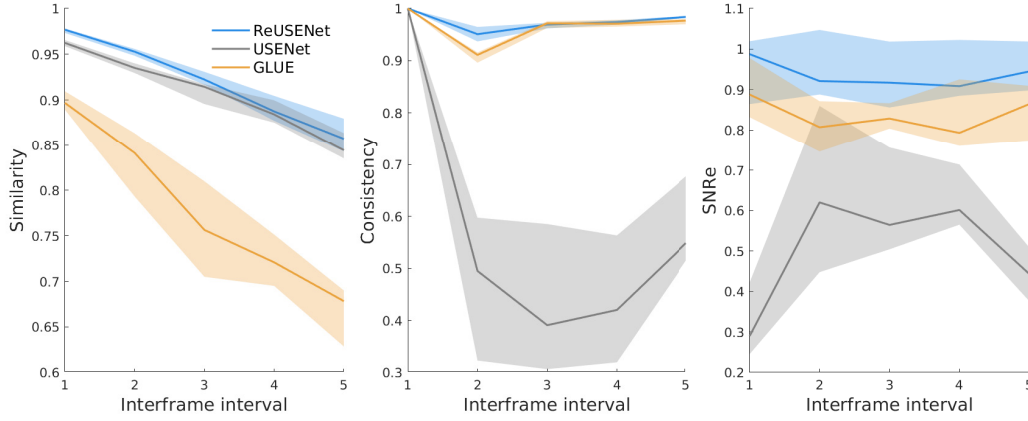 ReUSENet
USENet
GLUE
Similarity
1
0.95
0.9
0.85
0.8
0.75
0.7
0.65
0.6
1 2 3 4 5
Interframe interval
Consistency
1
0.9
0.8
0.7
0.6
0.5
0.4
0.3
1 2 3 4 5
Interframe interval
SNRe
1.1
1
0.9
0.8
0.7
0.6
0.5
0.4
0.3
0.2
1 2 3 4 5
Interframe interval